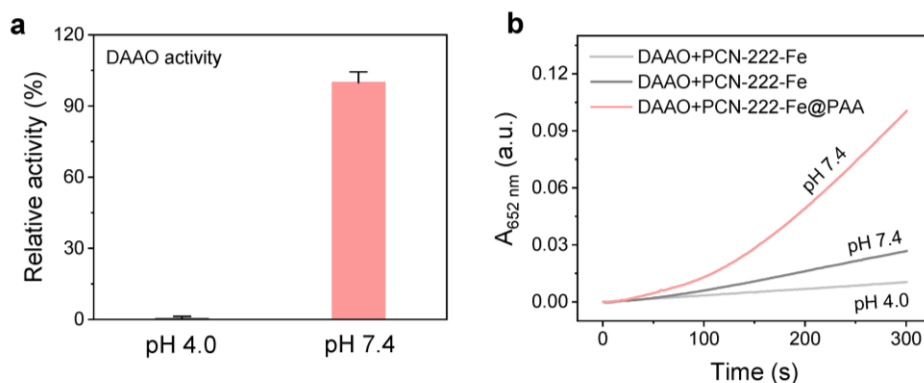 a
DAAO activity
Relative activity (%)
120
90
60
30
0
pH 4.0
pH 7.4
b
DAAO+PCN-222-Fe
DAAO+PCN-222-Fe
DAAO+PCN-222-Fe@PAA
A652 nm (a.u.)
0.12
0.09
0.06
0.03
0.00
pH 7.4
pH 7.4
pH 4.0
0
100
200
300
Time (s)